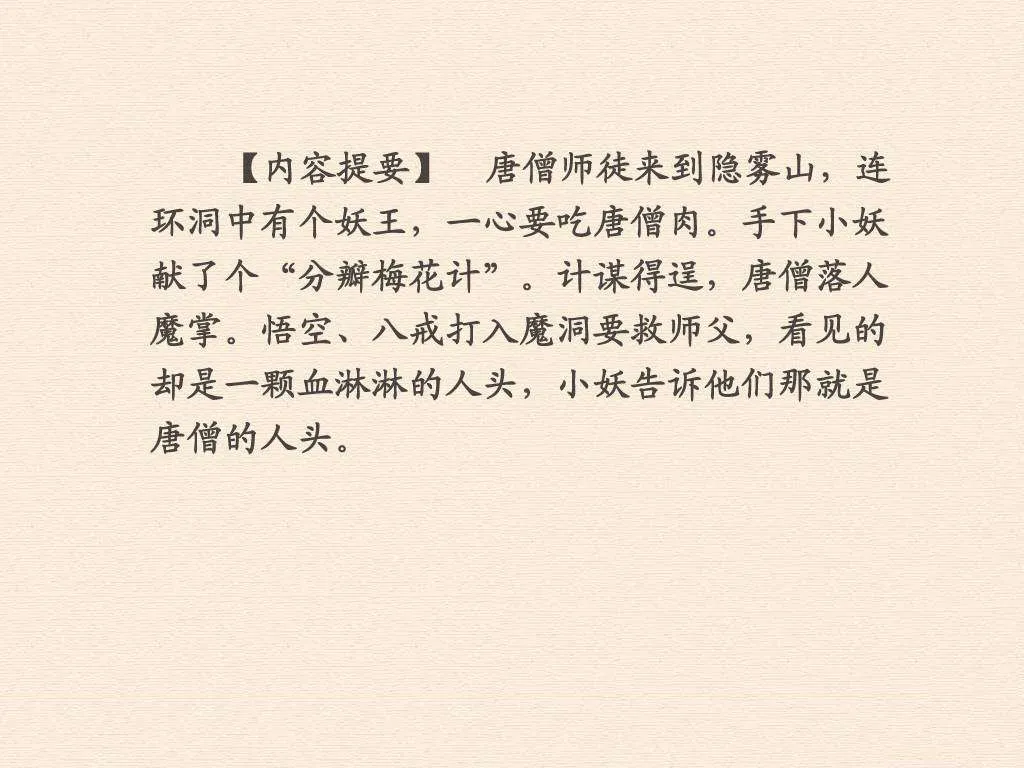 【内容提要】 唐僧师徒来到隐雾山，连
环洞中有个妖王，一心要吃唐僧肉。手下小妖
献了个“分瓣梅花计”。计谋得逞，唐僧落人
魔掌。悟空、八戒打入魔洞要救师父，看见的
却是一颗血淋淋的人头，小妖告诉他们那就是
唐僧的人头。